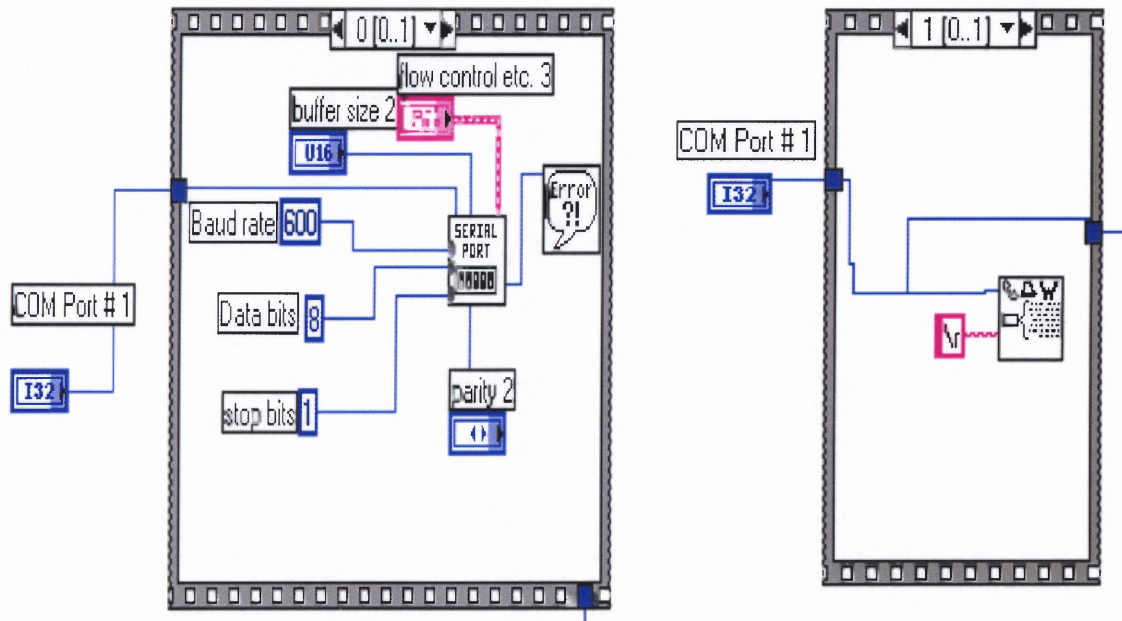 0 [0..1]
flow control etc. 3
buffer size 2
U16
Error
?!
Baud rate 600
SERIAL
PORT
COM Port # 1
Data bits 8
I32
stop bits 1
parity 2
1 [0..1]
COM Port # 1
I32
W
\r